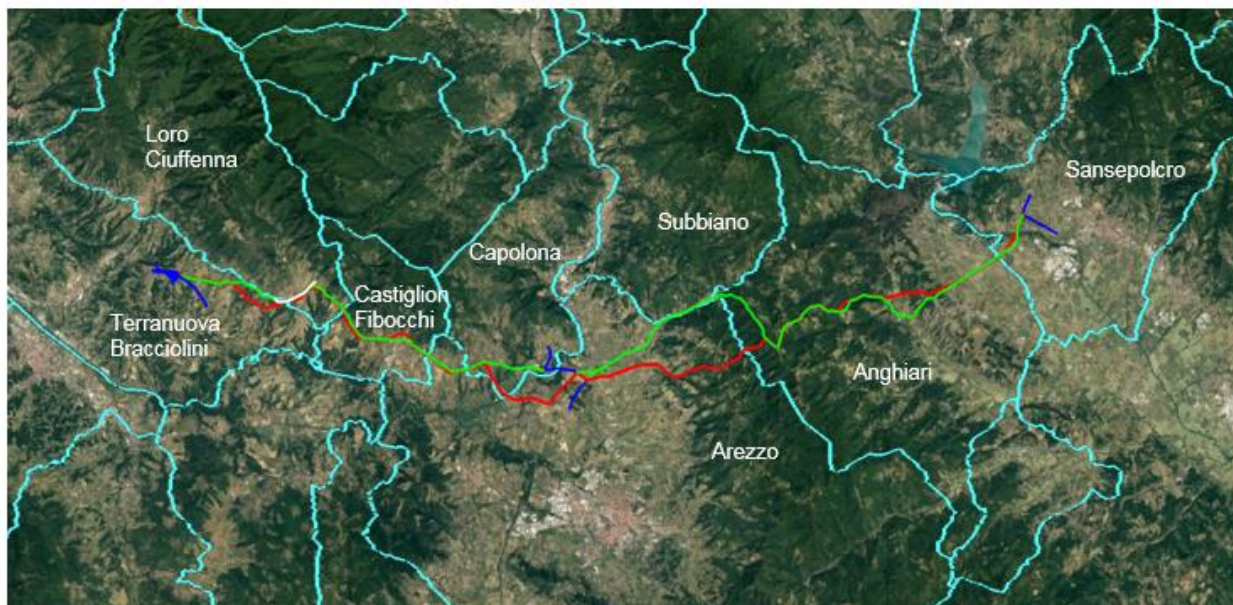 Loro
Ciuffenna
Sansepolcro
Subbiano
Capolona
Castiglion
Fibocchi
Terranuova
Bracciolini
Anghiari
Arezzo